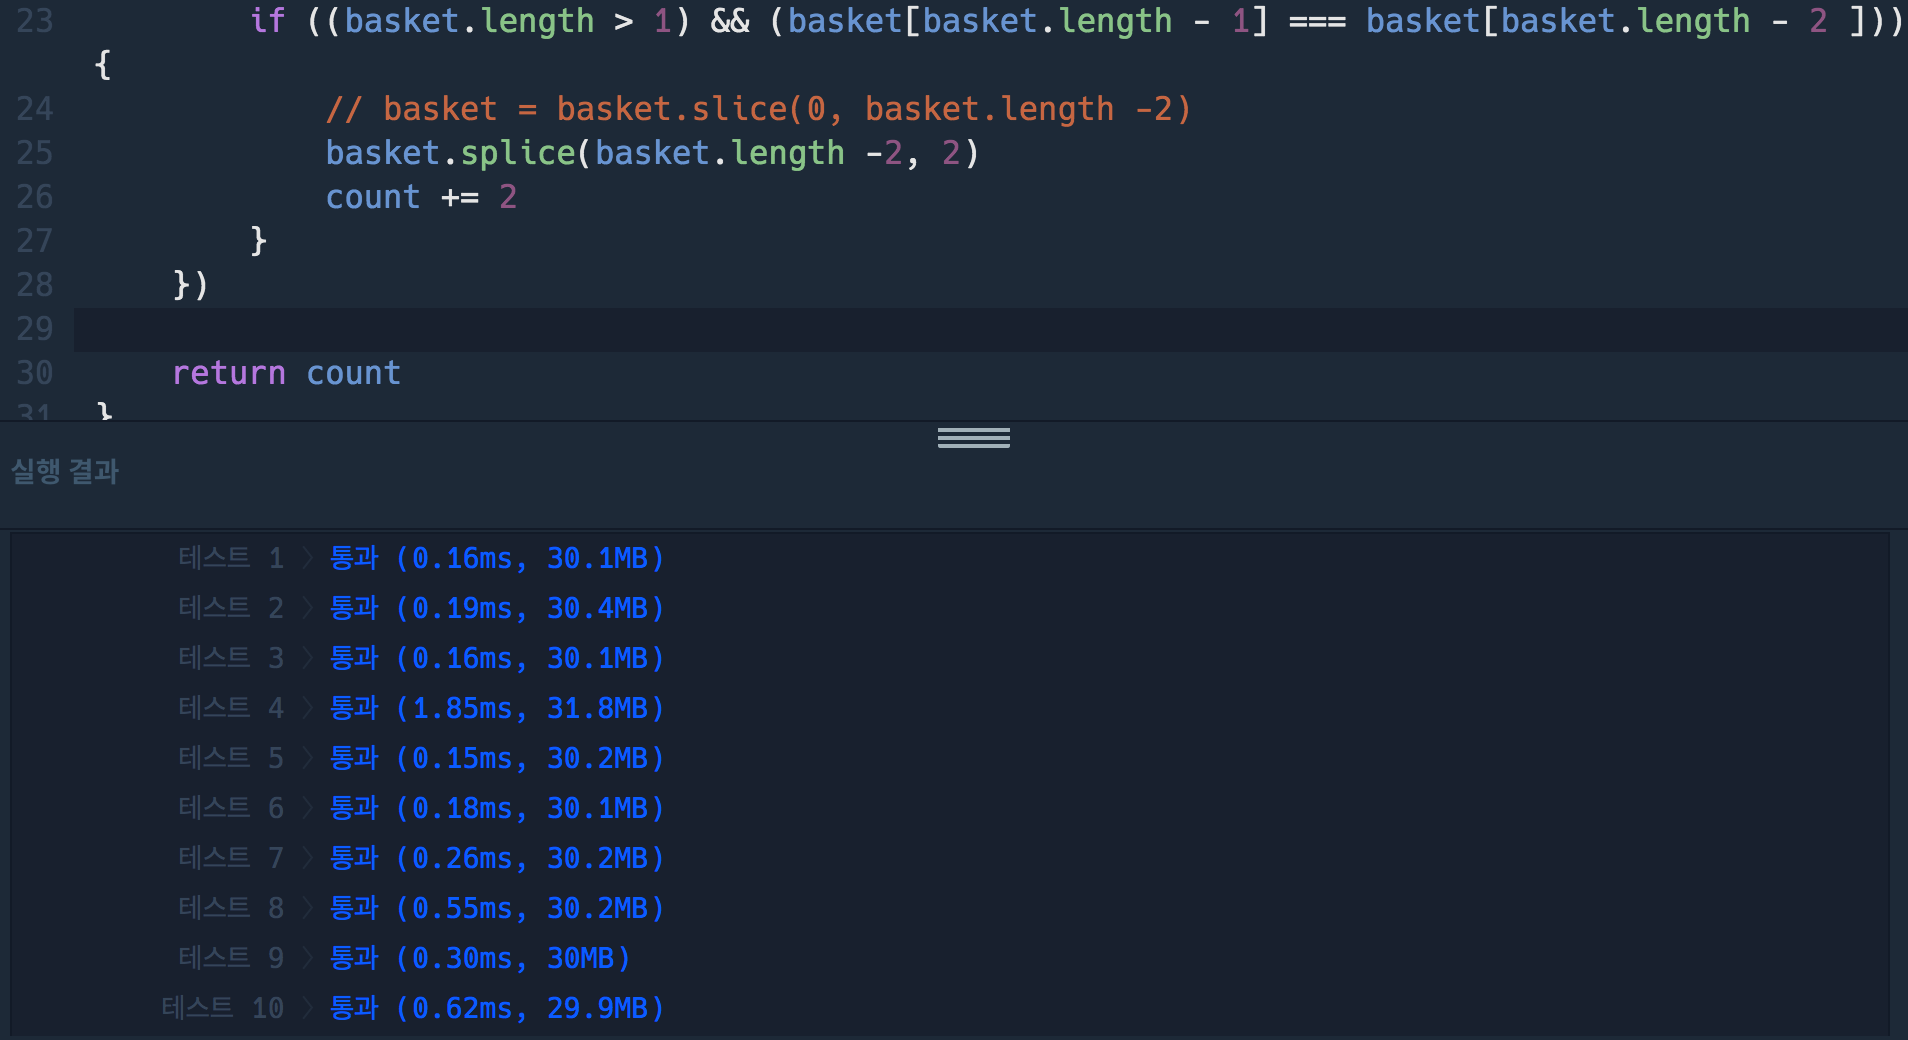 23 if ((basket.length > 1) && (basket[basket.length - 1] === basket[basket.length - 2 ]))
{
24 // basket = basket.slice(0, basket.length -2)
25 basket.splice(basket.length -2, 2)
26 count += 2
27 }
28 })
29
30 return count
31 }
실행 결과
테스트 1 〉 통과 (0.16ms, 30.1MB)
테스트 2 〉 통과 (0.19ms, 30.4MB)
테스트 3 〉 통과 (0.16ms, 30.1MB)
테스트 4 〉 통과 (1.85ms, 31.8MB)
테스트 5 〉 통과 (0.15ms, 30.2MB)
테스트 6 〉 통과 (0.18ms, 30.1MB)
테스트 7 〉 통과 (0.26ms, 30.2MB)
테스트 8 〉 통과 (0.55ms, 30.2MB)
테스트 9 〉 통과 (0.30ms, 30MB)
테스트 10 〉 통과 (0.62ms, 29.9MB)